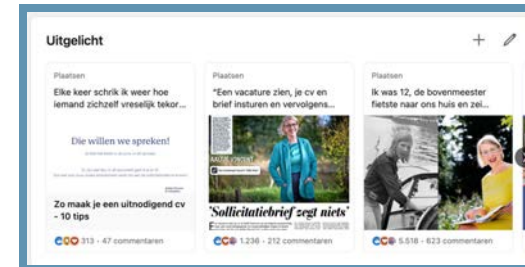 Uitgelicht
Plaatsen
Elke keer schrik ik weer hoe
iemand zichzelf vreselijk tekor...
Die willen we spreken!
Zo maak je een uitnodigend cv
- 10 tips
313 - 47 commentaren
Plaatsen
"Een vacature zien, je cv en
brief insturen en vervolgens...
AALTJE VINCENT
'Sollicitatiebrief zegt niets'
1.236 - 212 commentaren
Plaatsen
Ik was 12, de bovenmeester
fietste naar ons huis en zei...
5.518 - 623 commentaren